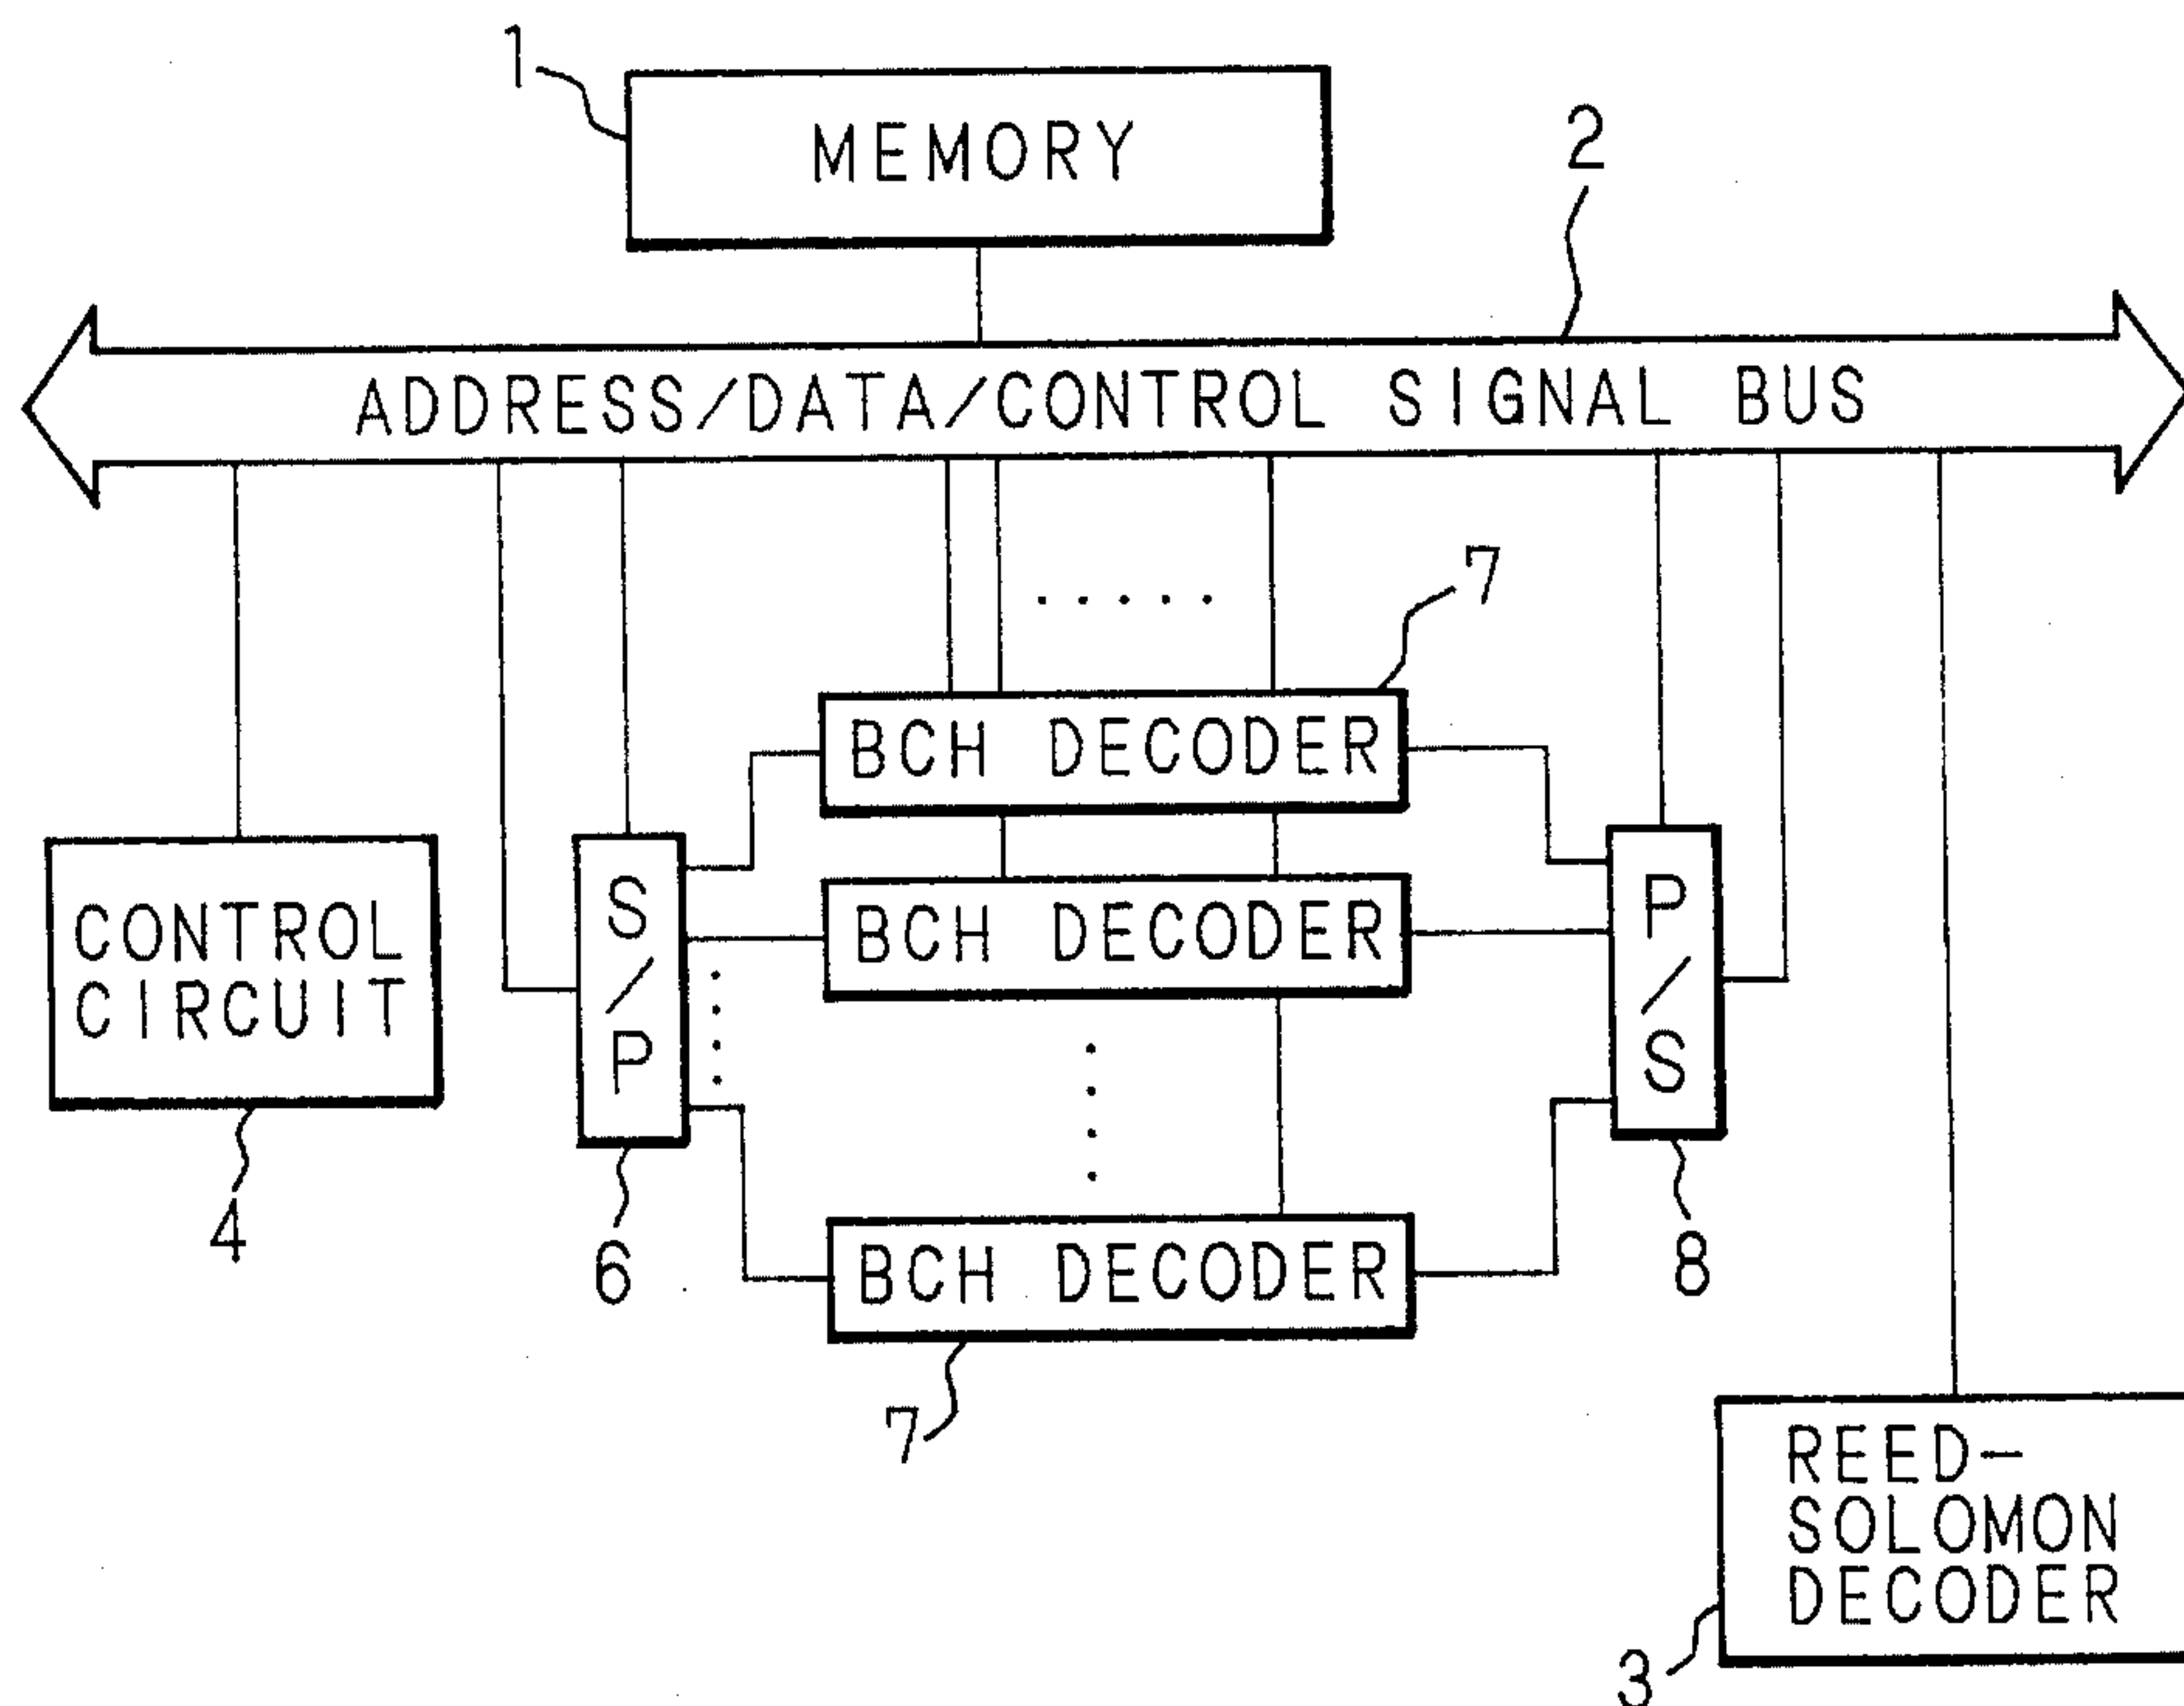 1
MEMORY
2
ADDRESS/DATA/CONTROL SIGNAL BUS
7
BCH DECODER
CONTROL
CIRCUIT
S/P
BCH DECODER
P/S
4
6
BCH DECODER
8
7
REED-
SOLOMON
DECODER
3